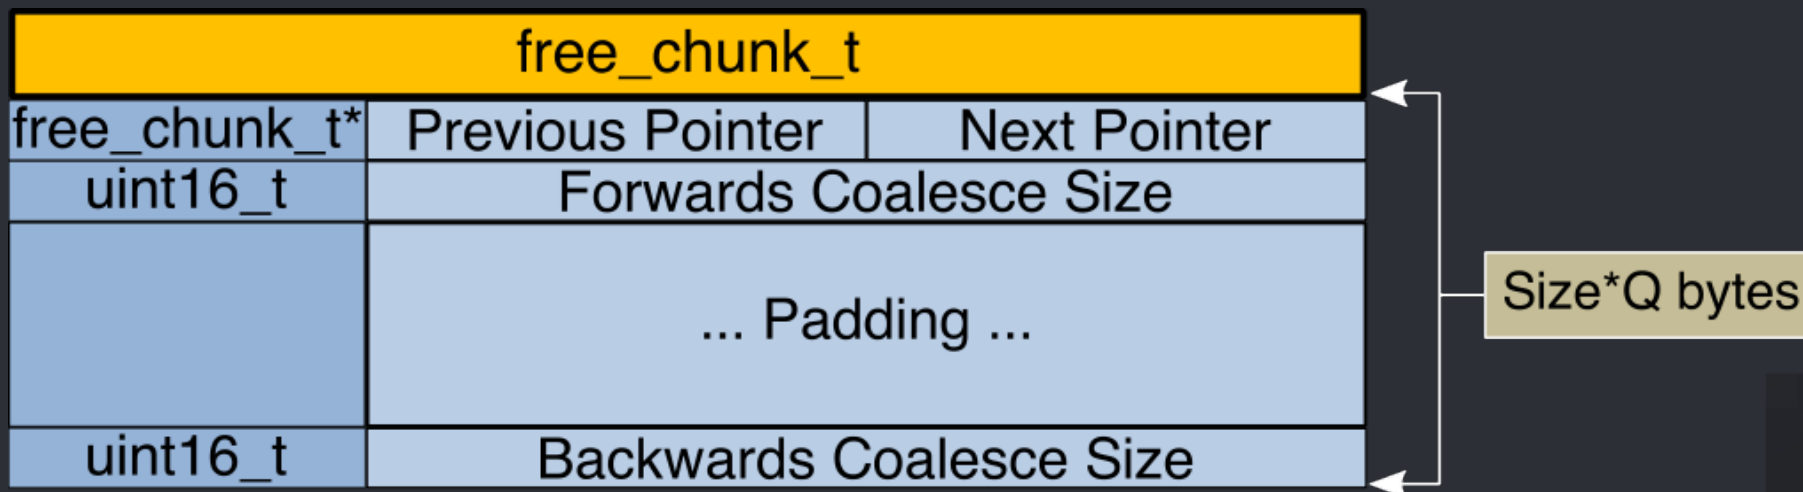 free_chunk_t
free_chunk_t* Previous Pointer Next Pointer
uint16_t Forwards Coalesce Size
Size*Q bytes
... Padding ...
uint16_t Backwards Coalesce Size